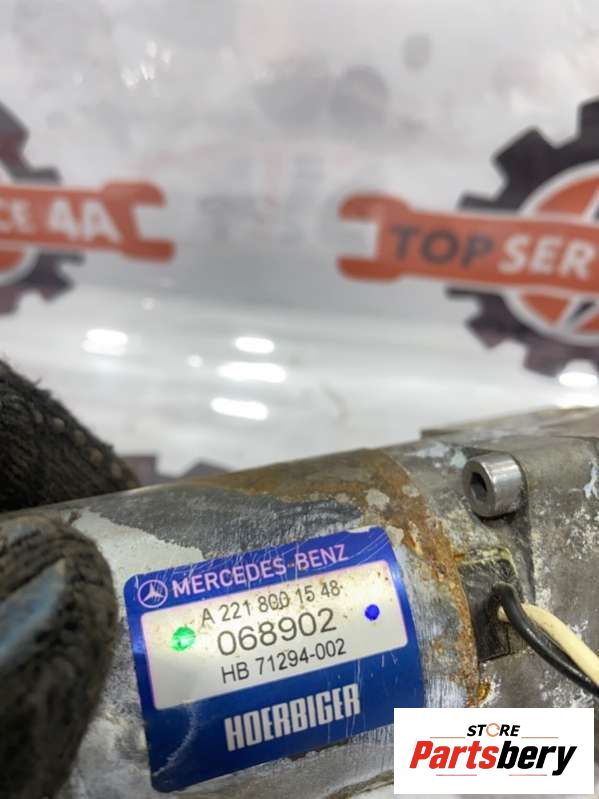 CE 4A
TOP SER
MERCEDES-BENZ
A 221 800 15 48
068902
HB 71294-002
HOERBIGER
STORE
Partsbery